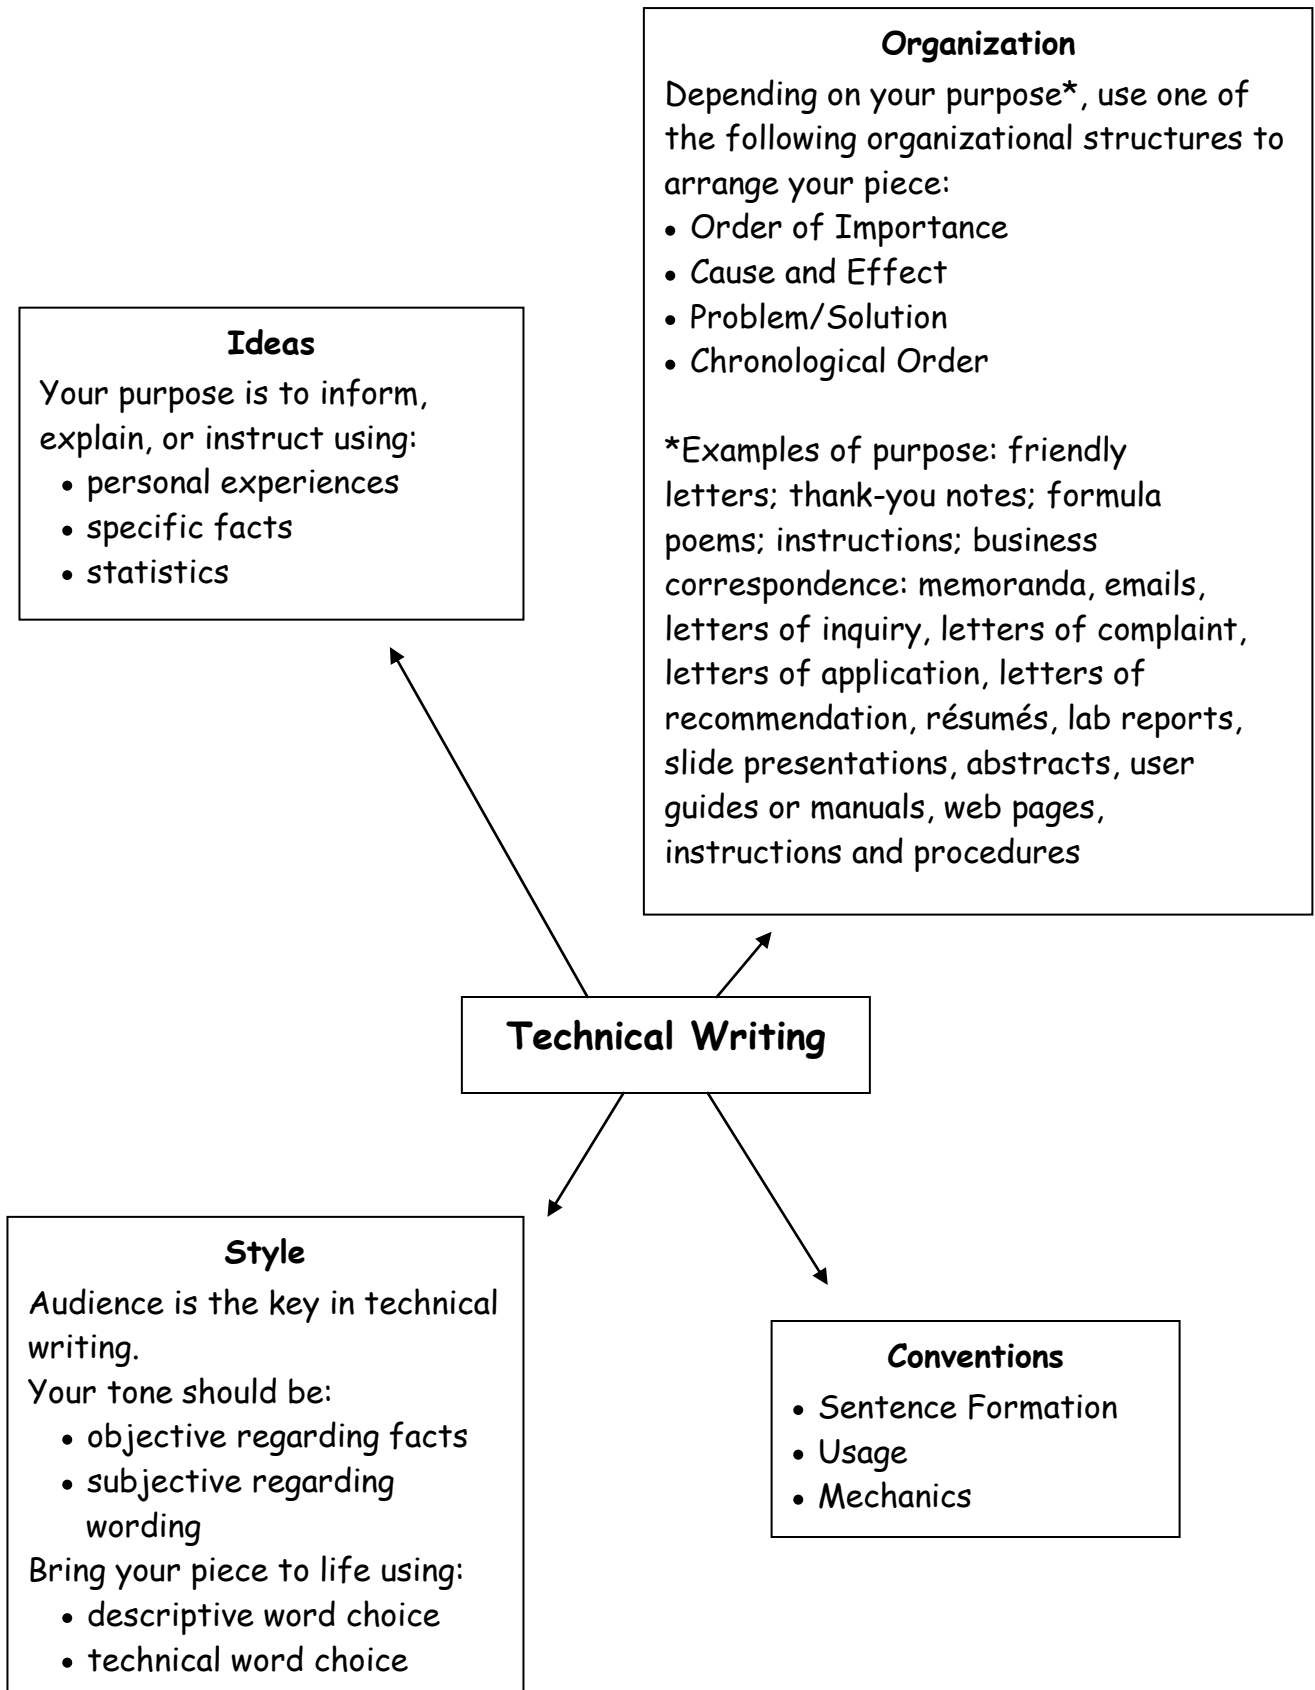 Organization
Depending on your purpose*, use one of
the following organizational structures to
arrange your piece:
• Order of Importance
• Cause and Effect
• Problem/Solution
• Chronological Order
*Examples of purpose: friendly
letters; thank-you notes; formula
poems; instructions; business
correspondence: memoranda, emails,
letters of inquiry, letters of complaint,
letters of application, letters of
recommendation, résumés, lab reports,
slide presentations, abstracts, user
guides or manuals, web pages,
instructions and procedures
Ideas
Your purpose is to inform,
explain, or instruct using:
• personal experiences
• specific facts
• statistics
Technical Writing
Style
Audience is the key in technical
writing.
Your tone should be:
• objective regarding facts
• subjective regarding
wording
Bring your piece to life using:
• descriptive word choice
• technical word choice
Conventions
• Sentence Formation
• Usage
• Mechanics